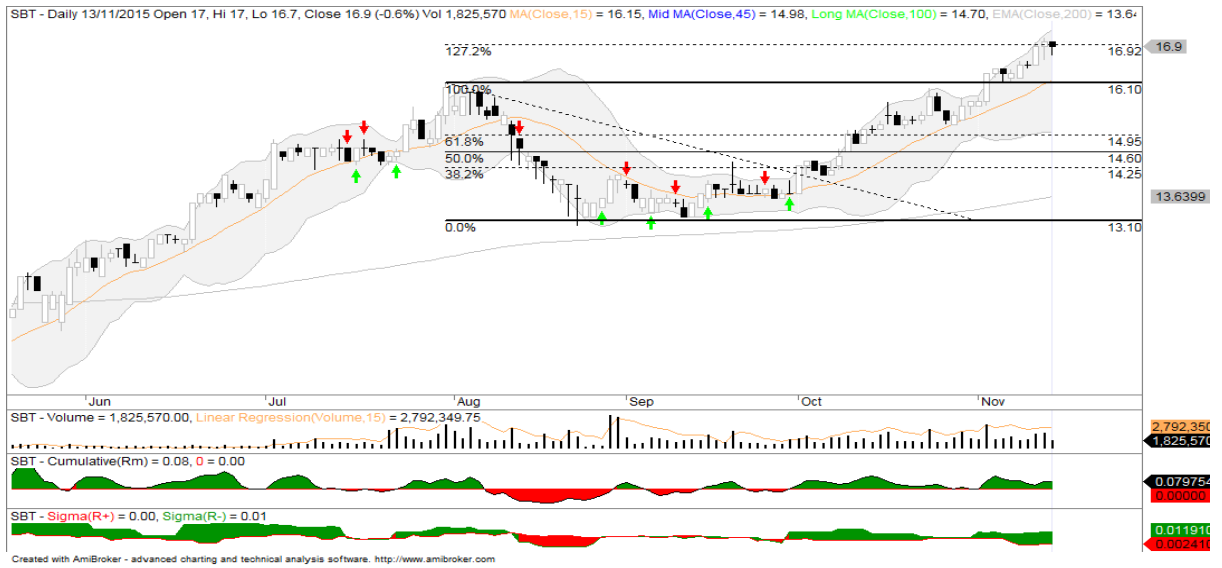 SBT - Daily 13/11/2015 Open 17, Hi 17, Lo 16.7, Close 16.9 (-0.6%) Vol 1,825,570 MA(Close,15) = 16.15, Mid MA(Close,45) = 14.98, Long MA(Close,100) = 14.70, EMA(Close,200) = 13.64
127.2% 16.92 16.9
100.0% 16.10
61.8% 14.95
50.0% 14.60
38.2% 14.25
13.6399
0.0% 13.10
Jun Jul Aug Sep Oct Nov
SBT - Volume = 1,825,570.00, Linear Regression(Volume,15) = 2,792,349.75
2,792,350
1,825,570
SBT - Cumulative(Rm) = 0.08, 0 = 0.00
0.079754
0.00000
SBT - Sigma(R+) = 0.00, Sigma(R-) = 0.01
0.011910
0.002410
Created with AmiBroker - advanced charting and technical analysis software. http://www.amibroker.com